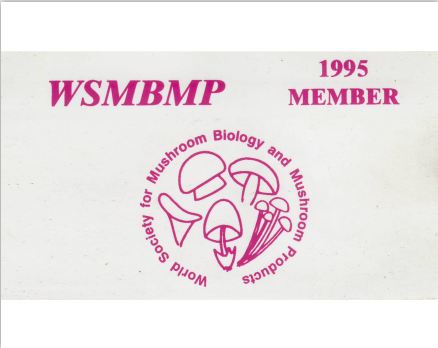 WSMBMP
1995
MEMBER
World Society for Mushroom Biology and Mushroom Products